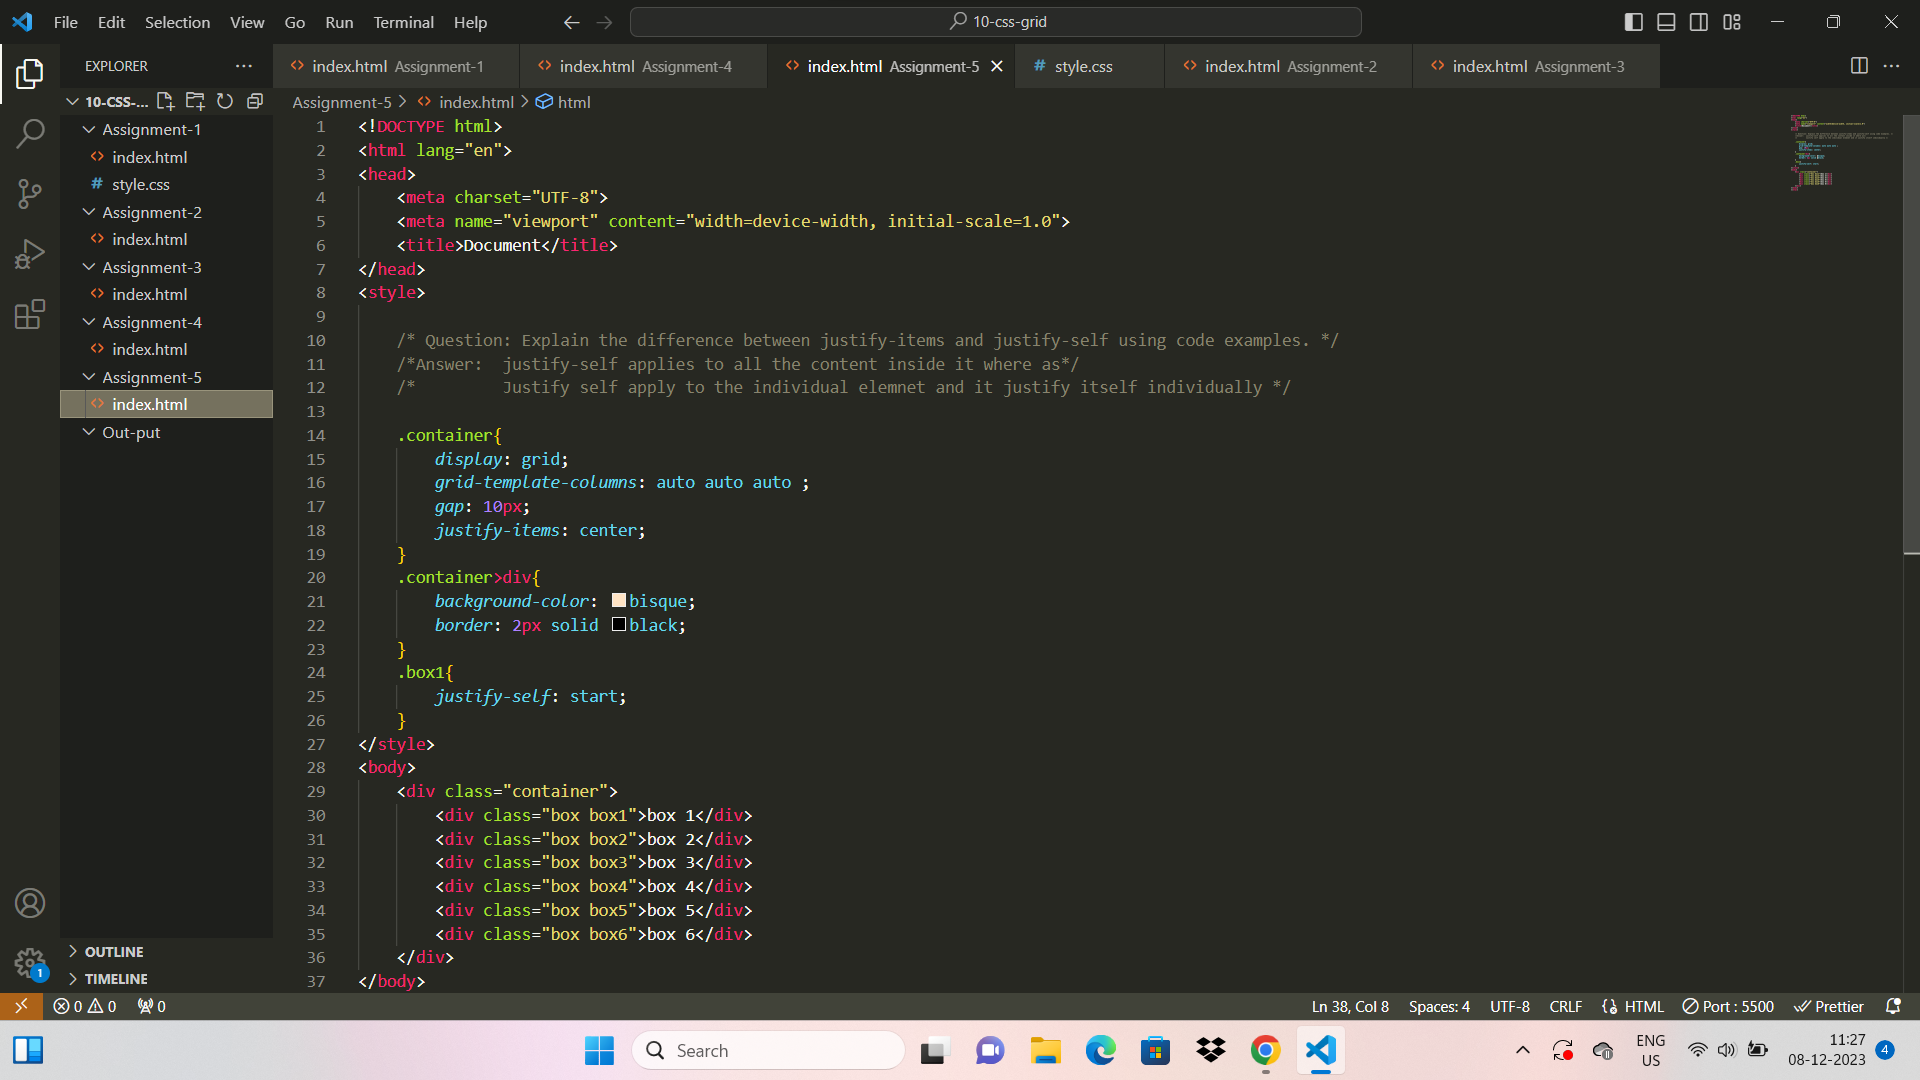 File Edit Selection View Go Run Terminal Help
10-css-grid
EXPLORER
index.html Assignment-1
index.html Assignment-4
index.html Assignment-5
style.css
index.html Assignment-2
index.html Assignment-3
10-CSS-...
Assignment-1
index.html
style.css
Assignment-2
index.html
Assignment-3
index.html
Assignment-4
index.html
Assignment-5
index.html
Out-put
OUTLINE
TIMELINE
Assignment-5 > index.html > html
1 <!DOCTYPE html>
2 <html lang="en">
3 <head>
4     <meta charset="UTF-8">
5     <meta name="viewport" content="width=device-width, initial-scale=1.0">
6     <title>Document</title>
7 </head>
8 <style>
9
10     /* Question: Explain the difference between justify-items and justify-self using code examples. */
11     /*Answer:  justify-self applies to all the content inside it where as*/
12     /*         Justify self apply to the individual elemnet and it justify itself individually */
13
14     .container{
15         display: grid;
16         grid-template-columns: auto auto auto ;
17         gap: 10px;
18         justify-items: center;
19     }
20     .container>div{
21         background-color: bisque;
22         border: 2px solid black;
23     }
24     .box1{
25         justify-self: start;
26     }
27 </style>
28 <body>
29     <div class="container">
30         <div class="box box1">box 1</div>
31         <div class="box box2">box 2</div>
32         <div class="box box3">box 3</div>
33         <div class="box box4">box 4</div>
34         <div class="box box5">box 5</div>
35         <div class="box box6">box 6</div>
36     </div>
37 </body>
1
0 0 0
Ln 38, Col 8 Spaces: 4 UTF-8 CRLF HTML Port : 5500 Prettier
Search
ENG
US
11:27
08-12-2023
4